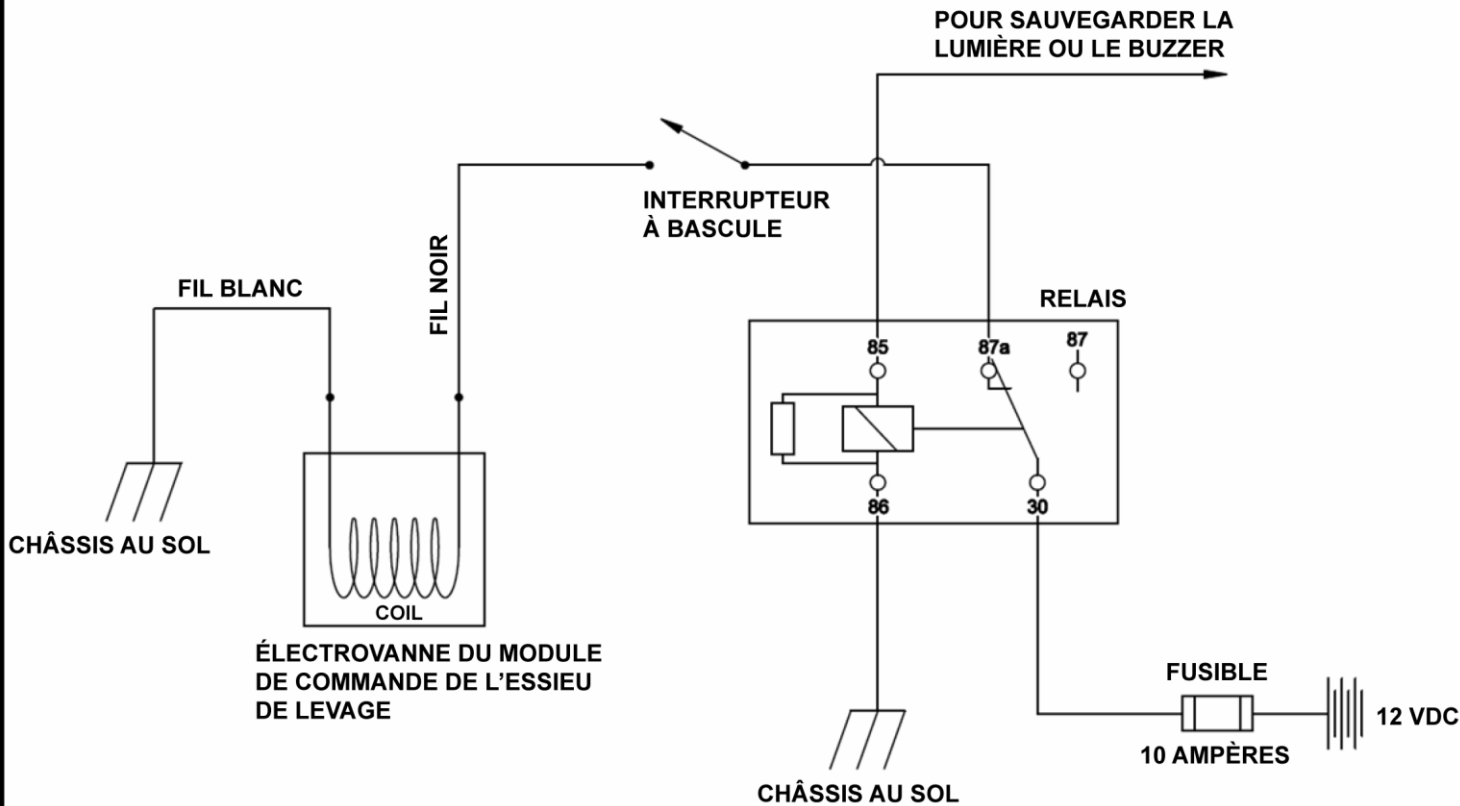 POUR SAUVEGARDER LA
LUMIÈRE OU LE BUZZER
INTERRUPTEUR
À BASCULE
FIL NOIR
FIL BLANC
RELAIS
85
87a
87
86
30
CHÂSSIS AU SOL
COIL
ÉLECTROVANNE DU MODULE
DE COMMANDE DE L’ESSIEU
DE LEVAGE
FUSIBLE
12 VDC
10 AMPÈRES
CHÂSSIS AU SOL